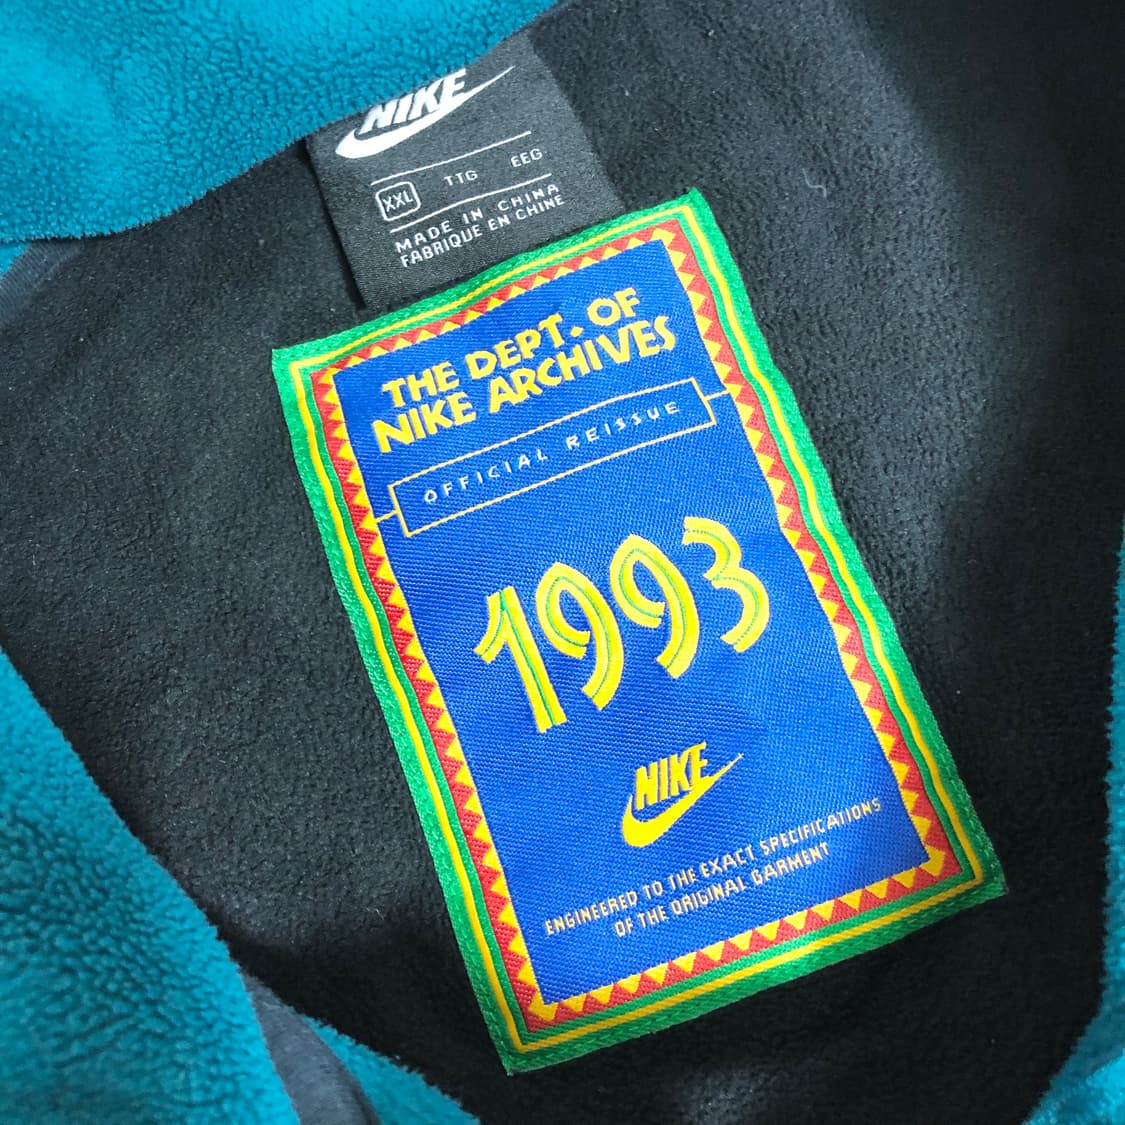 NIKE
XXL TTG EEG
MADE IN CHINA
FABRIQUE EN CHINE
THE DEPT. OF
NIKE ARCHIVES
OFFICIAL REISSUE
1993
NIKE
ENGINEERED TO THE EXACT SPECIFICATIONS
OF THE ORIGINAL GARMENT